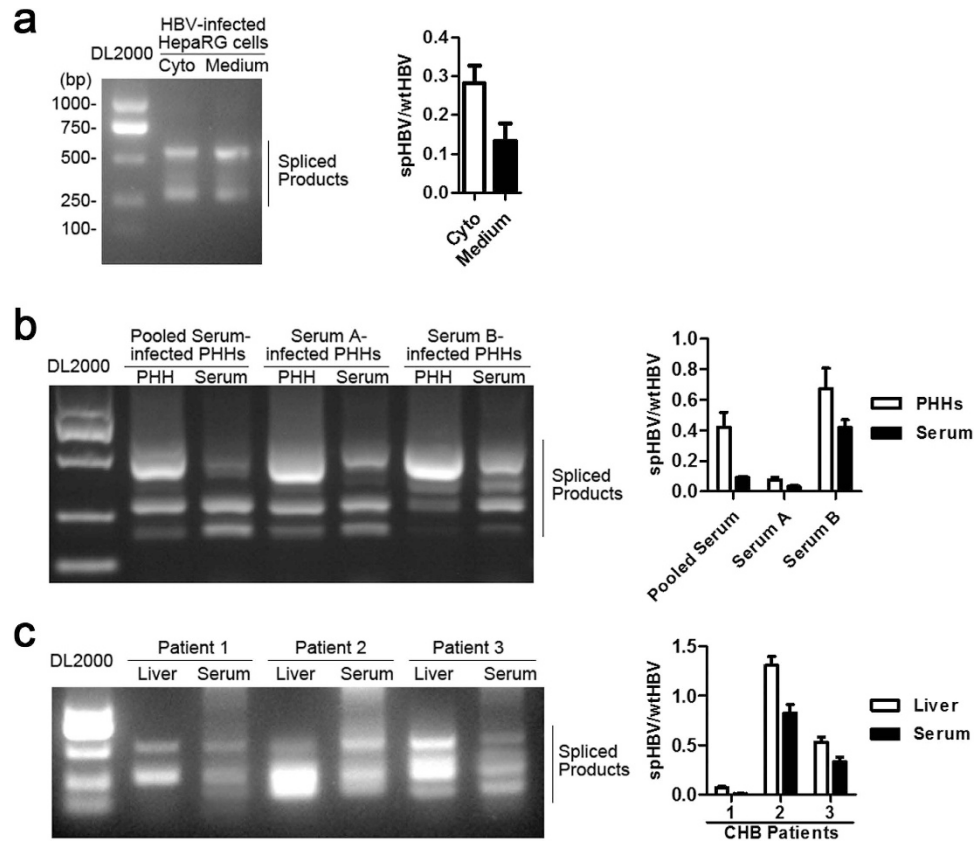 a
HBV-infected
HepaRG cells
DL2000
Cyto Medium
(bp)
1000-
750-
500-
250-
100-
Spliced
Products
spHBV/wtHBV
0.4
0.3
0.2
0.1
0.0
Cyto
Medium
b
Pooled Serum-
infected PHHs
Serum A-
infected PHHs
Serum B-
infected PHHs
DL2000
PHH Serum PHH Serum PHH Serum
Spliced
Products
spHBV/wtHBV
1.0
0.8
0.6
0.4
0.2
0.0
Pooled Serum
Serum A
Serum B
PHHs
Serum
c
Patient 1 Patient 2 Patient 3
DL2000
Liver Serum Liver Serum Liver Serum
Spliced
Products
spHBV/wtHBV
1.5
1.0
0.5
0.0
1 2 3
CHB Patients
Liver
Serum